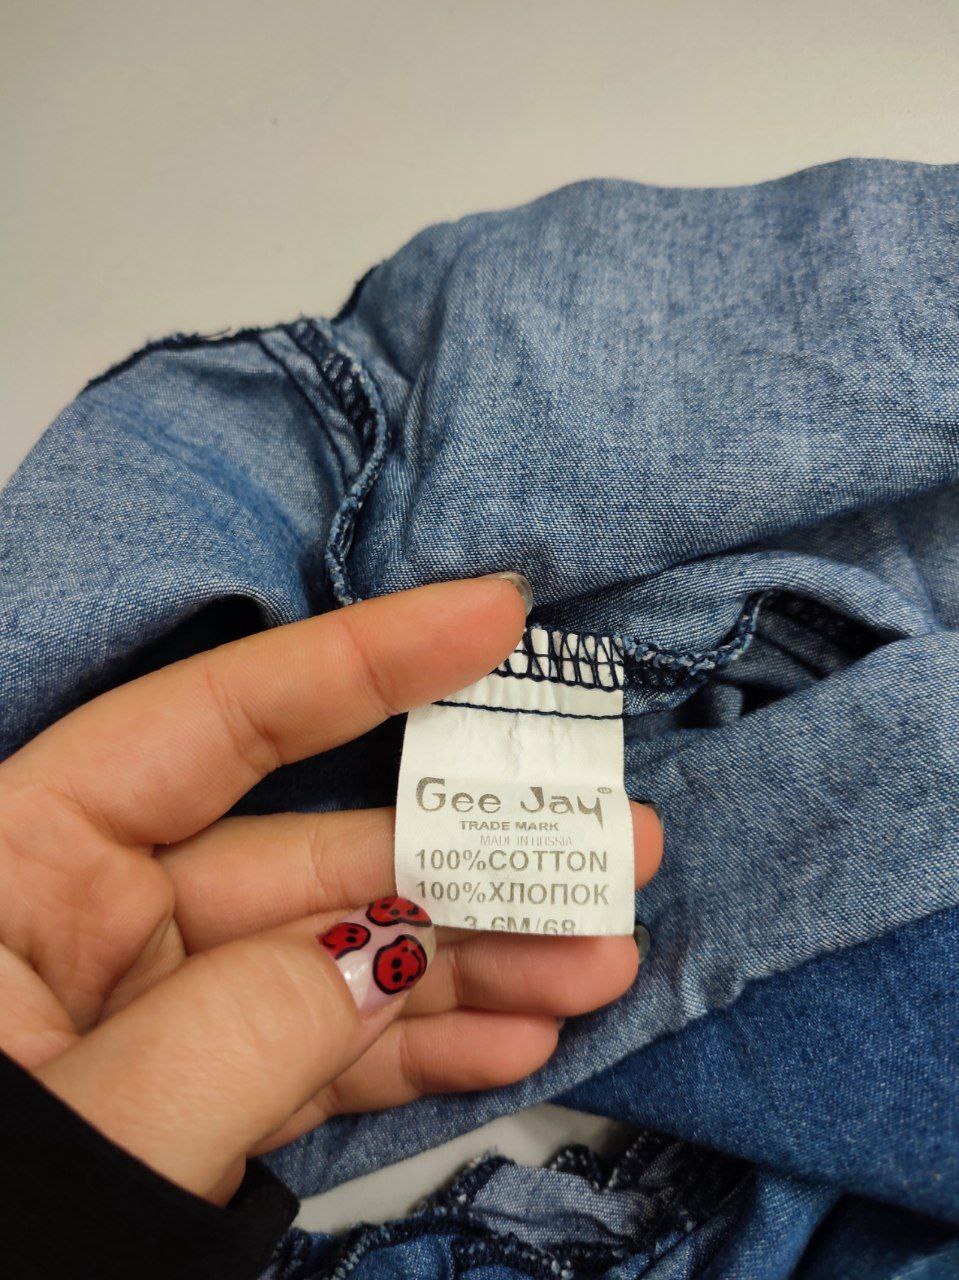 Gee Jay®
TRADE MARK
MADE IN RUSSIA
100%COTTON
100%ХЛОПОК
3-6M/68